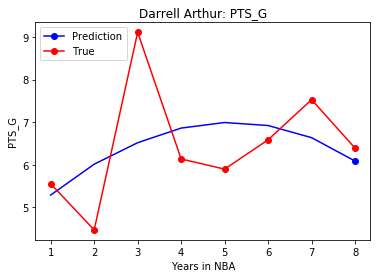 Darrell Arthur: PTS_G
Prediction
True
PTS_G
9
8
7
6
5
1 2 3 4 5 6 7 8
Years in NBA